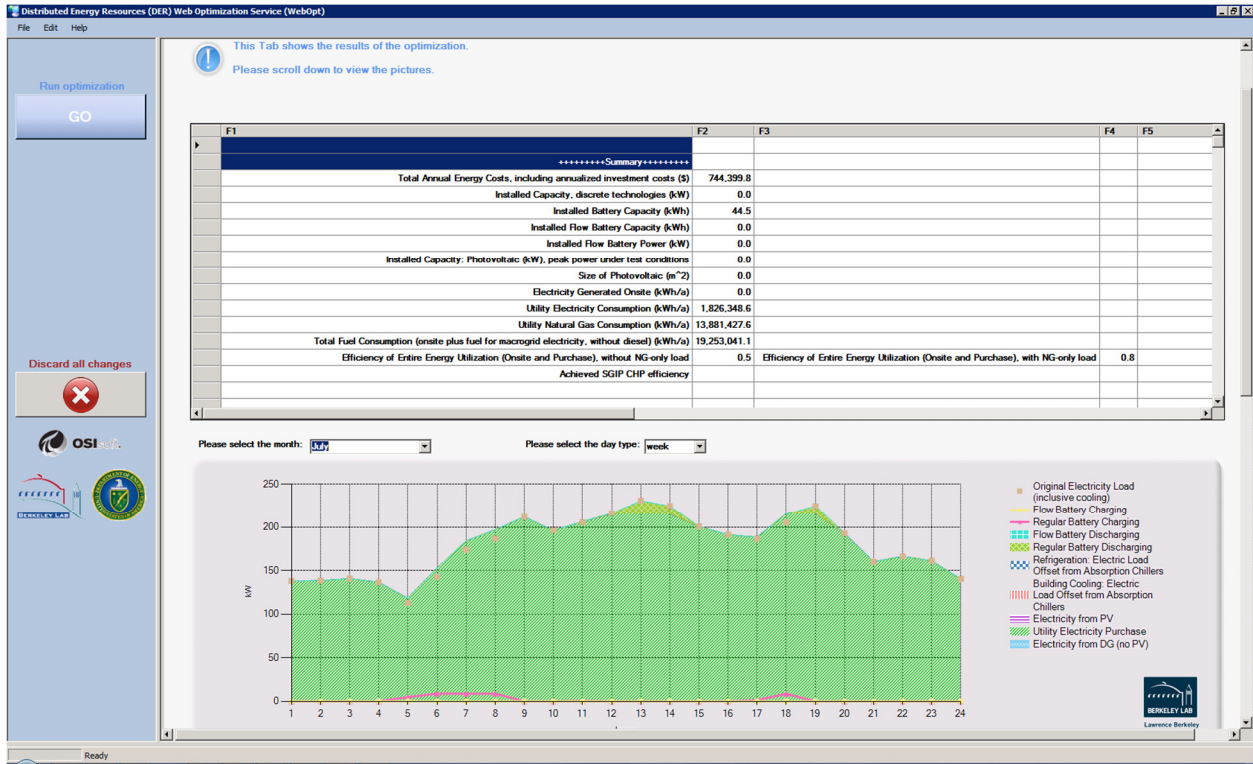 Distributed Energy Resources (DER) Web Optimization Service (WebOpt)
File Edit Help
This Tab shows the results of the optimization.
Please scroll down to view the pictures.
Run optimization
GO
F1 F2 F3 F4 F5
+++++++++Summary+++++++++
Total Annual Energy Costs, including annualized investment costs ($) 744,399.8
Installed Capacity, discrete technologies (kW) 0.0
Installed Battery Capacity (kWh) 44.5
Installed Flow Battery Capacity (kWh) 0.0
Installed Flow Battery Power (kW) 0.0
Installed Capacity: Photovoltaic (kW), peak power under test conditions 0.0
Size of Photovoltaic (m^2) 0.0
Electricity Generated Onsite (kWh/a) 0.0
Utility Electricity Consumption (kWh/a) 1,826,348.6
Utility Natural Gas Consumption (kWh/a) 13,881,427.6
Total Fuel Consumption (onsite plus fuel for macrogrid electricity, without diesel) (kWh/a) 19,253,041.1
Efficiency of Entire Energy Utilization (Onsite and Purchase), without NG-only load 0.5 Efficiency of Entire Energy Utilization (Onsite and Purchase), with NG-only load 0.8
Achieved SGIP CHP efficiency
Discard all changes
OSIsoft.
BERKELEY LAB
Please select the month: July Please select the day type: week
250
200
150
100
50
0
kW
1 2 3 4 5 6 7 8 9 10 11 12 13 14 15 16 17 18 19 20 21 22 23 24
Original Electricity Load
(inclusive cooling)
Flow Battery Charging
Regular Battery Charging
Flow Battery Discharging
Regular Battery Discharging
Refrigeration: Electric Load
Offset from Absorption Chillers
Building Cooling: Electric
Load Offset from Absorption
Chillers
Electricity from PV
Utility Electricity Purchase
Electricity from DG (no PV)
BERKELEY LAB
Lawrence Berkeley
Ready